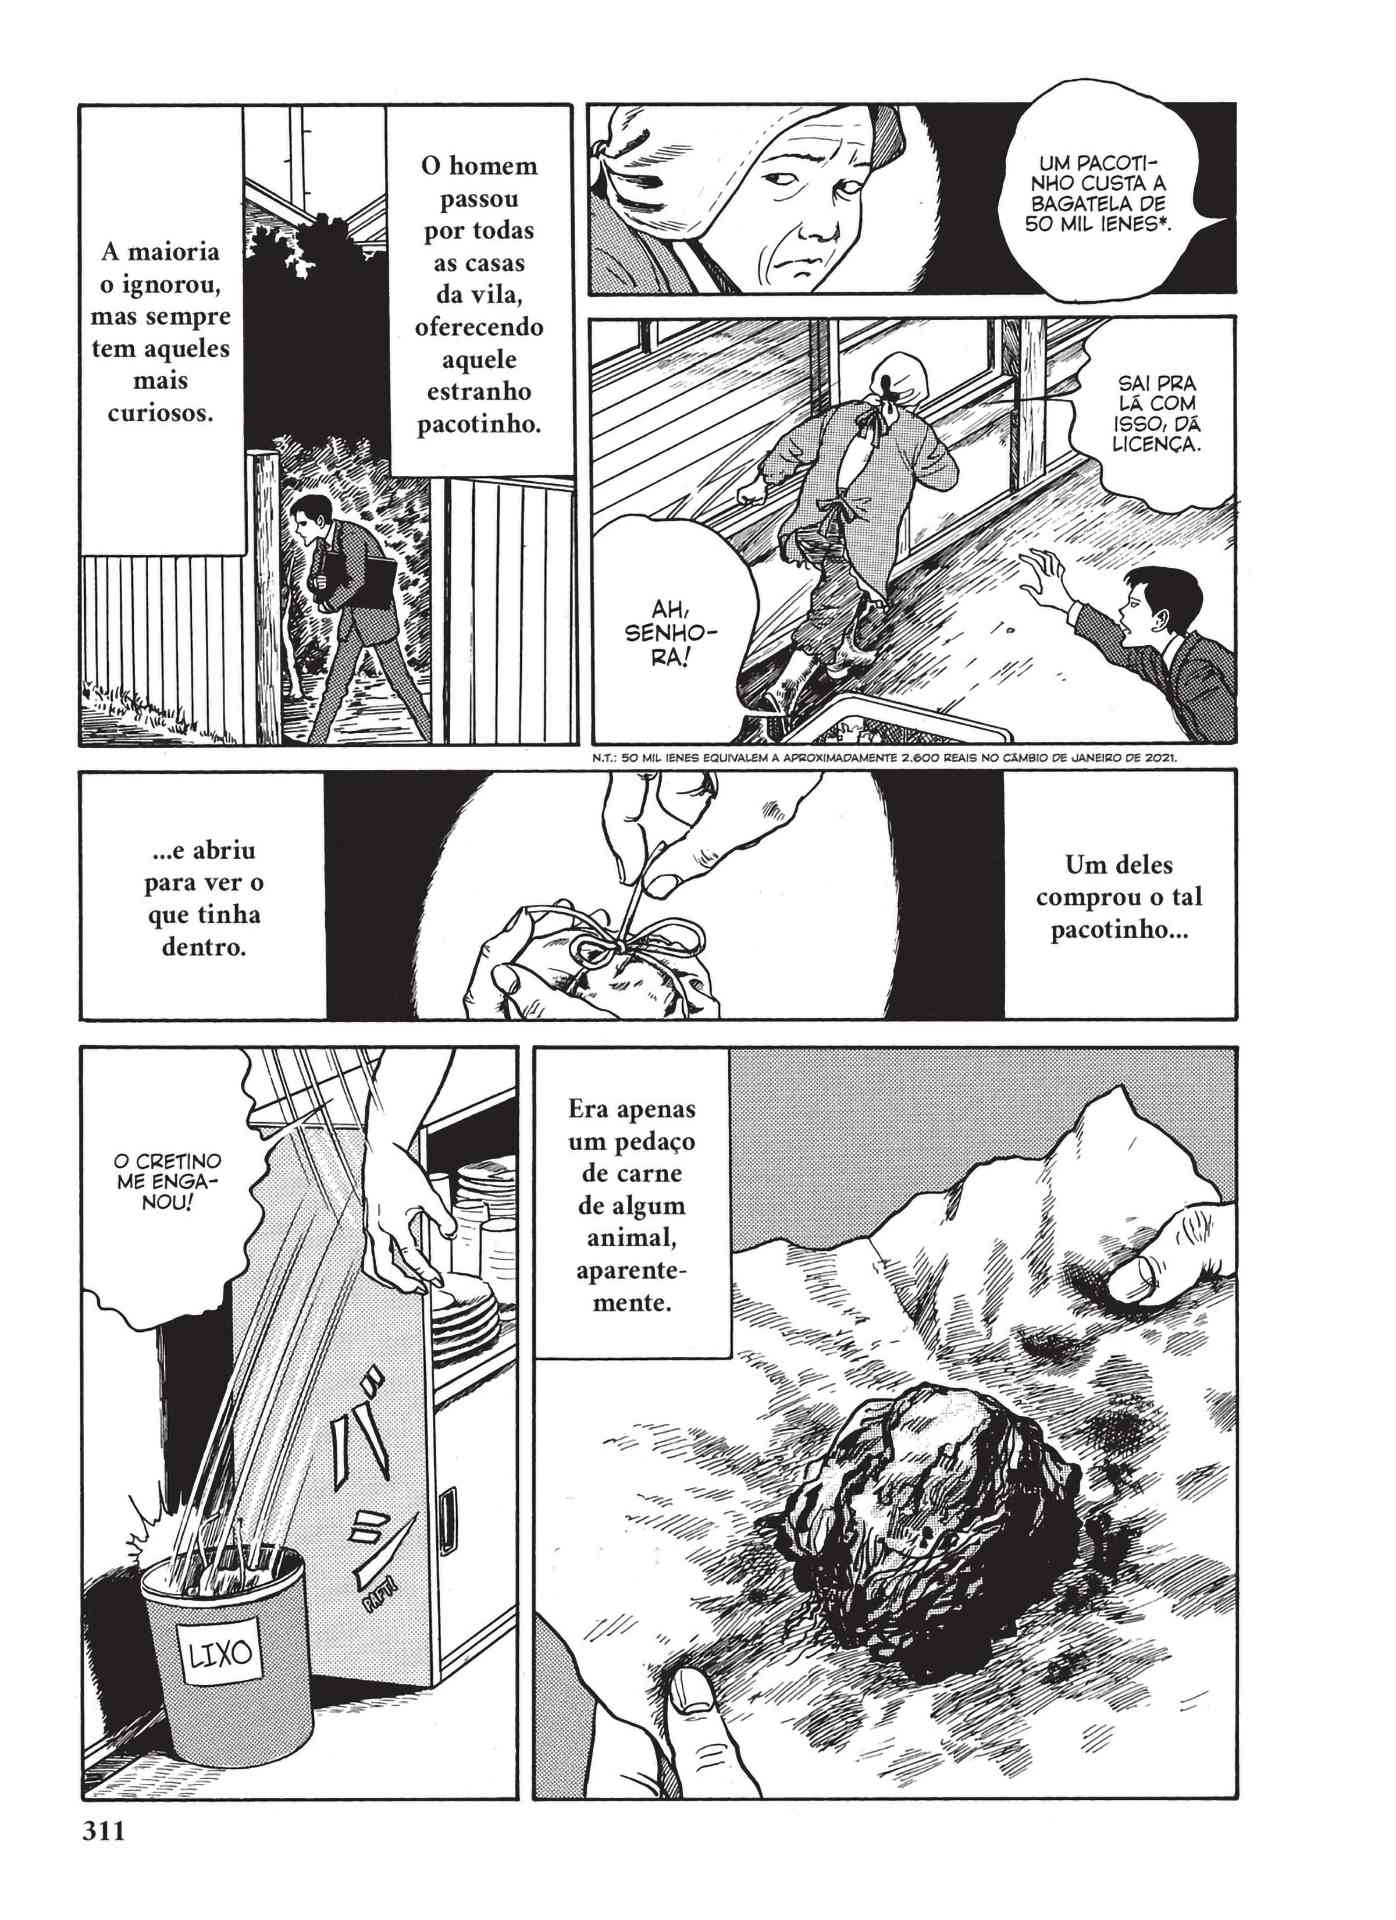 UM PACOTI-
NHO CUSTA A
BAGATELA DE
50 MIL IENES*.
SAI PRA
LÁ COM
ISSO, DÁ
LICENÇA.
AH,
SENHO-
RA!
N.T.: 50 MIL IENES EQUIVALEM A APROXIMADAMENTE 2.600 REAIS NO CÂMBIO DE JANEIRO DE 2021.
O homem
passou
por todas
as casas
da vila,
oferecendo
aquele
estranho
pacotinho.
A maioria
o ignorou,
mas sempre
tem aqueles
mais
curiosos.
Um deles
comprou o tal
pacotinho...
...e abriu
para ver o
que tinha
dentro.
Era apenas
um pedaço
de carne
de algum
animal,
aparente-
mente.
O CRETINO
ME ENGA-
NOU!
バシ
PAFT!
LIXO
311